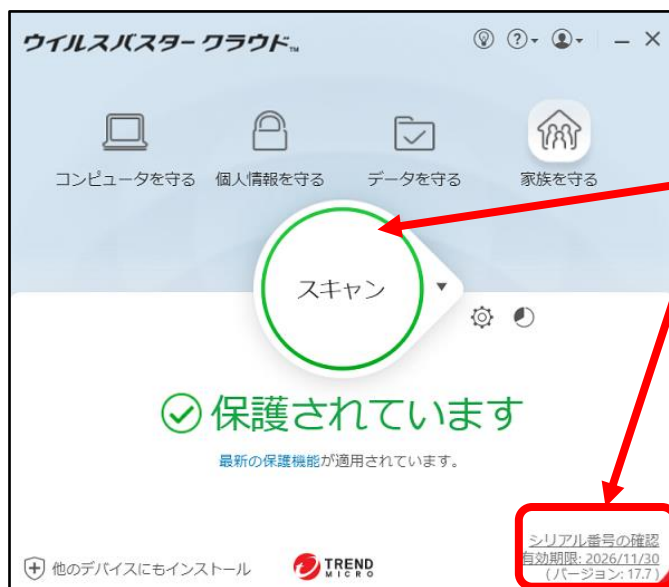 ウイルスバスター クラウド™
コンピュータを守る 個人情報を守る データを守る 家族を守る
スキャン
保護されています
最新の保護機能が適用されています。
シリアル番号の確認
有効期限: 2026/11/30
(バージョン: 17.7)
他のデバイスにもインストール
TREND
MICRO